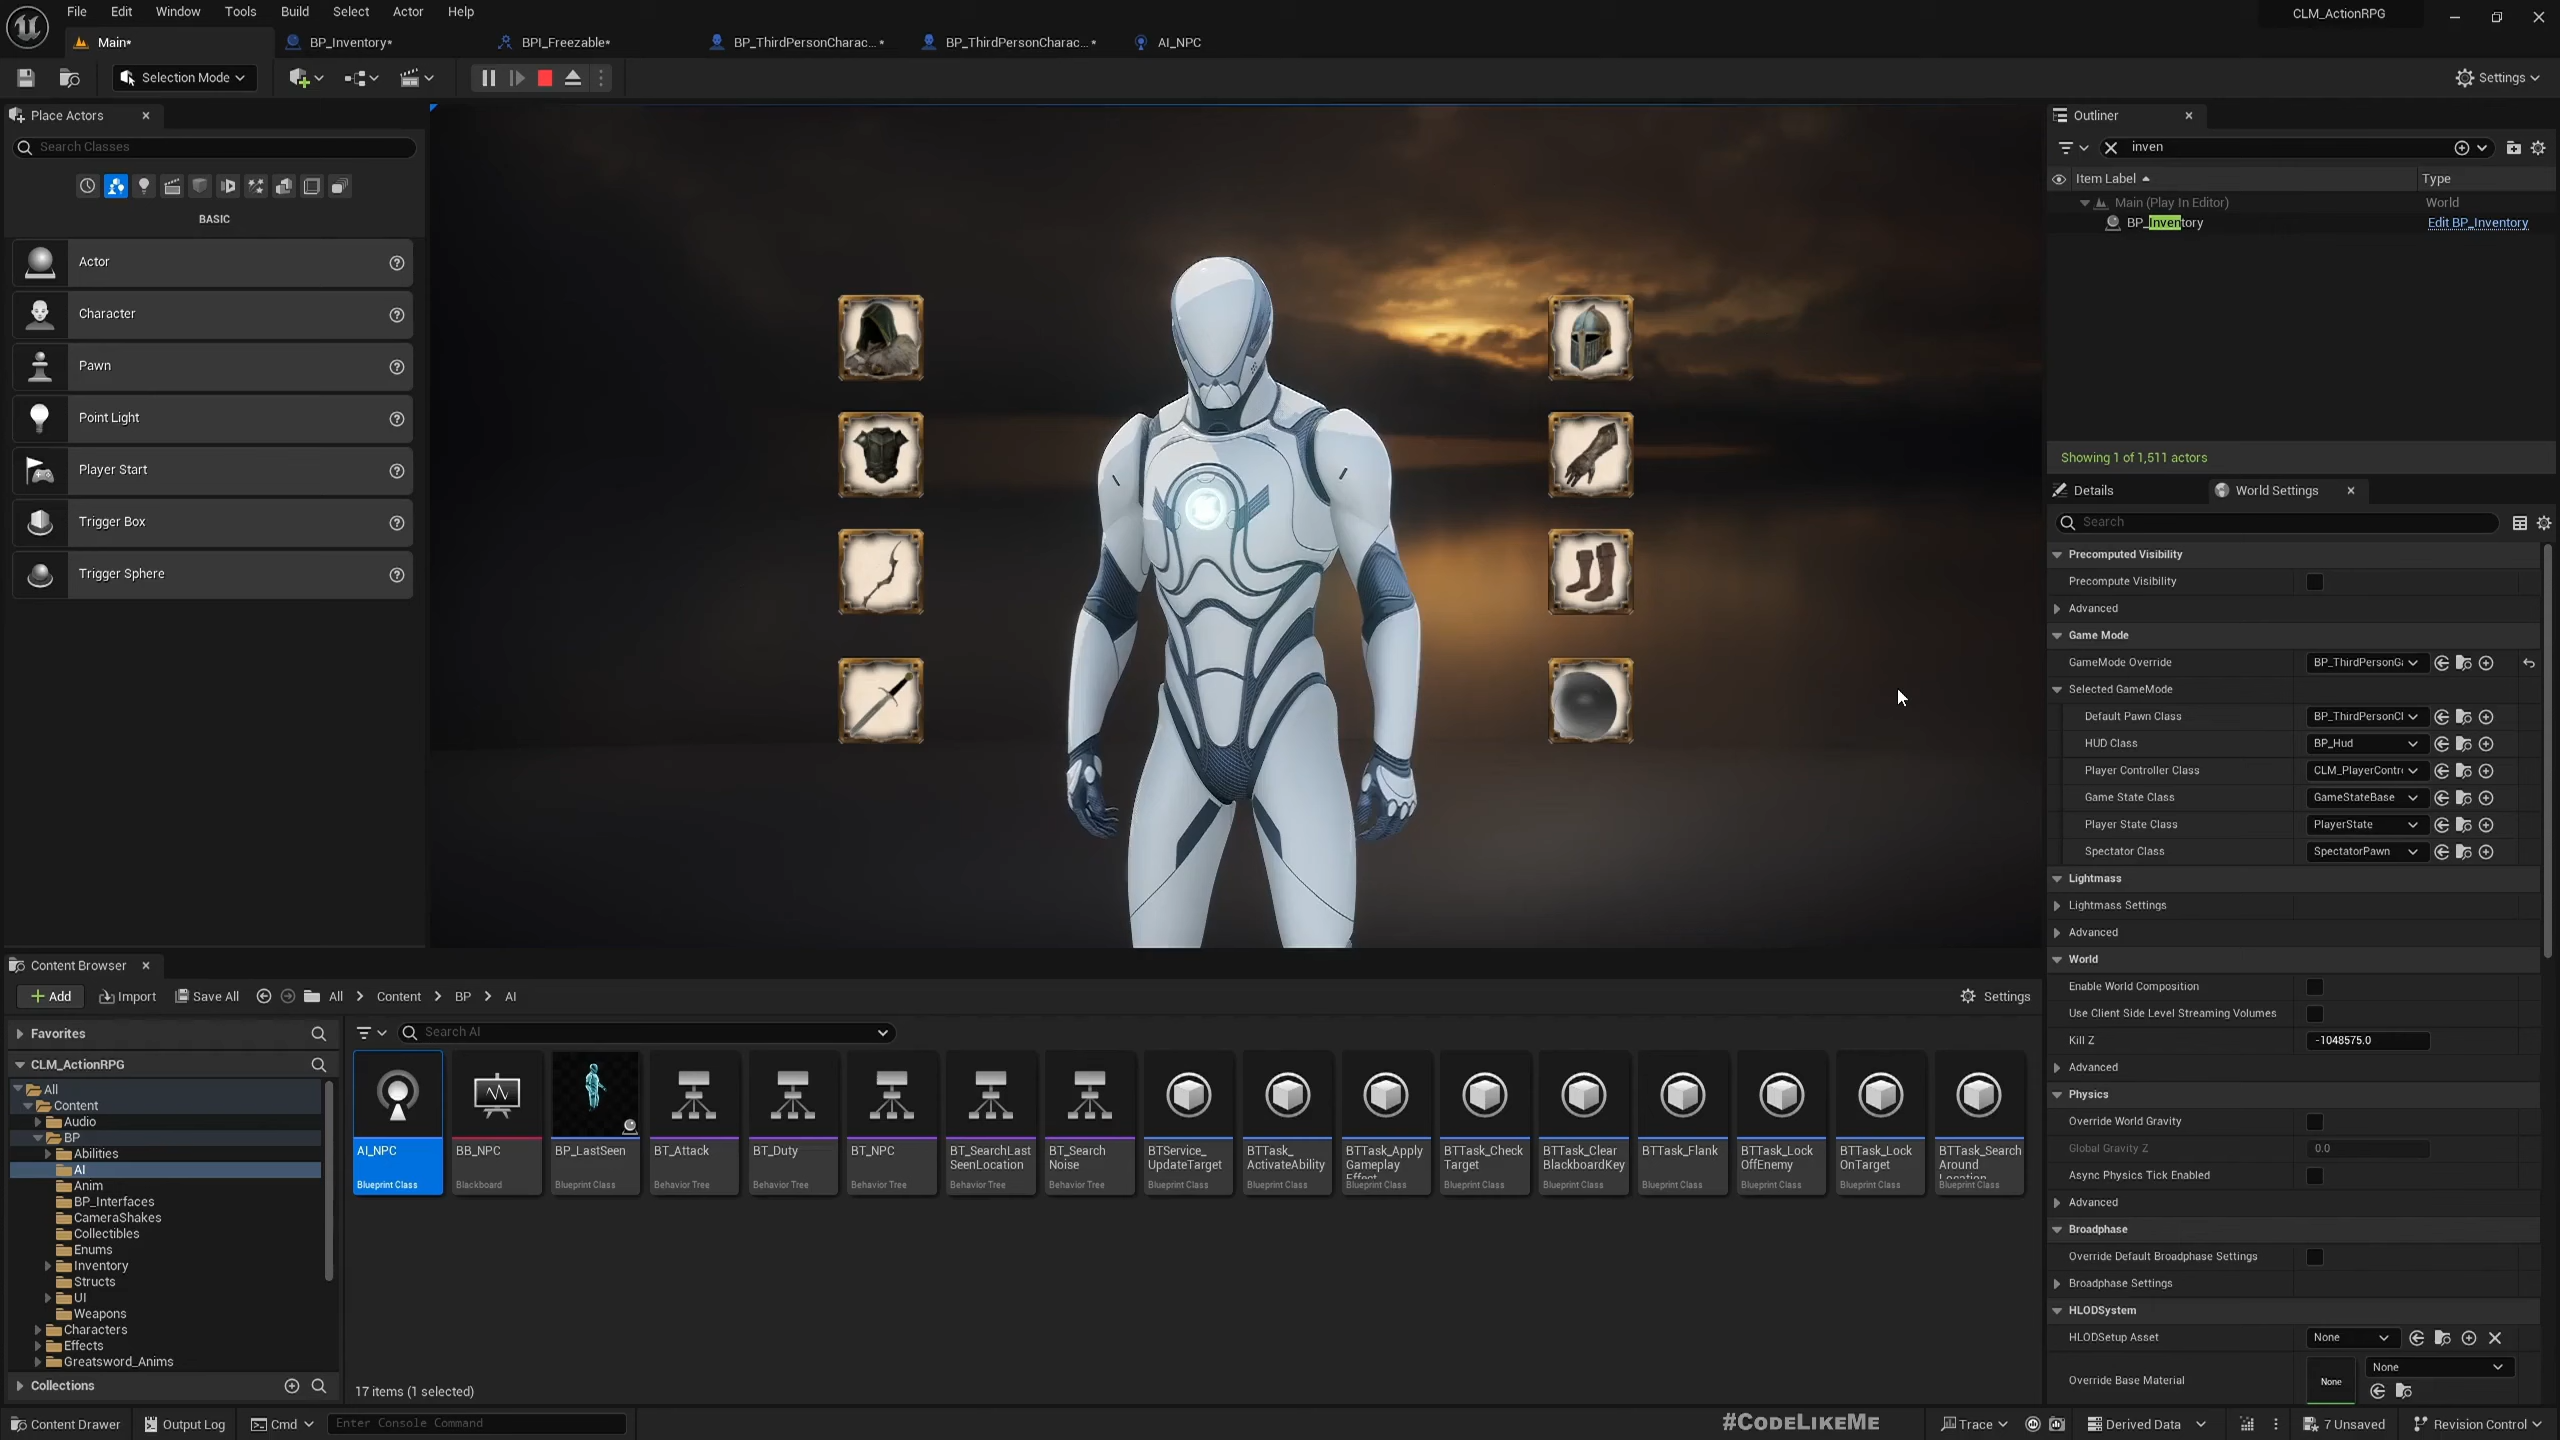 File Edit Window Tools Build Select Actor Help
CLM_ActionRPG
Main*
BP_Inventory*
BPI_Freezable*
BP_ThirdPersonCharac... *
BP_ThirdPersonCharac... *
AI_NPC
Selection Mode
Settings
Place Actors
Search Classes
BASIC
Actor
Character
Pawn
Point Light
Player Start
Trigger Box
Trigger Sphere
Outliner
inven
Item Label
Type
Main (Play In Editor)
World
BP_Inventory
Edit BP_Inventory
Showing 1 of 1,511 actors
Details
World Settings
Search
Precomputed Visibility
Precompute Visibility
Advanced
Game Mode
GameMode Override
BP_ThirdPersonGa
Selected GameMode
Default Pawn Class
BP_ThirdPersonCl
HUD Class
BP_Hud
Player Controller Class
CLM_PlayerContro
Game State Class
GameStateBase
Player State Class
PlayerState
Spectator Class
SpectatorPawn
Lightmass
Lightmass Settings
Advanced
World
Enable World Composition
Use Client Side Level Streaming Volumes
Kill Z
-1048575.0
Advanced
Physics
Override World Gravity
Global Gravity Z
0.0
Async Physics Tick Enabled
Advanced
Broadphase
Override Default Broadphase Settings
Broadphase Settings
HLODSystem
HLODSetup Asset
None
Override Base Material
None
None
Content Browser
Add
Import
Save All
All
Content
BP
AI
Settings
Favorites
Search AI
CLM_ActionRPG
All
Content
Audio
BP
Abilities
AI
Anim
BP_Interfaces
CameraShakes
Collectibles
Enums
Inventory
Structs
UI
Weapons
Characters
Effects
Greatsword_Anims
Collections
AI_NPC
Blueprint Class
BB_NPC
Blackboard
BP_LastSeen
Blueprint Class
BT_Attack
Behavior Tree
BT_Duty
Behavior Tree
BT_NPC
Behavior Tree
BT_SearchLast
SeenLocation
Behavior Tree
BT_Search
Noise
Behavior Tree
BTService_
UpdateTarget
Blueprint Class
BTTask_
ActivateAbility
Blueprint Class
BTTask_Apply
Gameplay
Effect
Blueprint Class
BTTask_Check
Target
Blueprint Class
BTTask_Clear
BlackboardKey
Blueprint Class
BTTask_Flank
Blueprint Class
BTTask_Lock
OffEnemy
Blueprint Class
BTTask_Lock
OnTarget
Blueprint Class
BTTask_Search
Around
Location
Blueprint Class
17 items (1 selected)
Content Drawer
Output Log
Cmd
Enter Console Command
#CODELIKEME
Trace
Derived Data
7 Unsaved
Revision Control